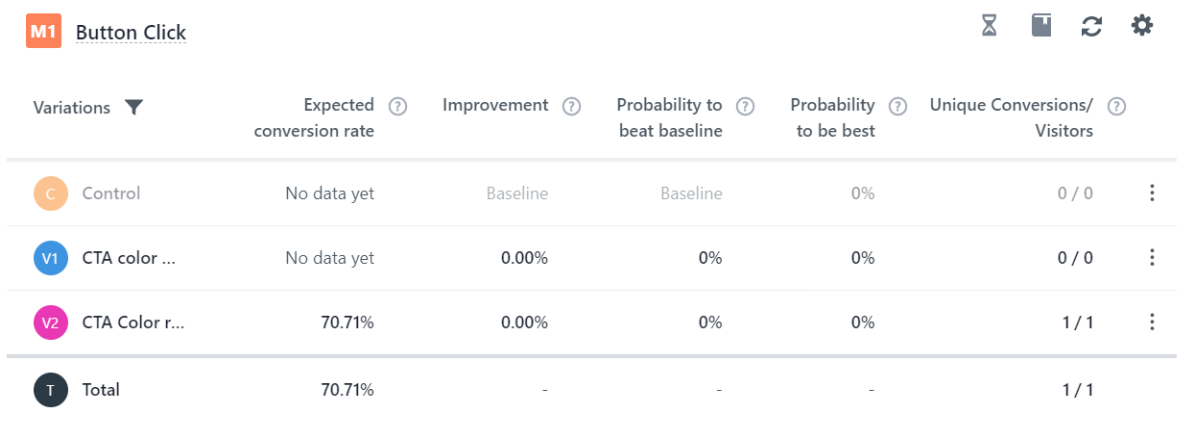 M1 Button Click
Variations Expected conversion rate ? Improvement ? Probability to beat baseline ? Probability to be best ? Unique Conversions/ Visitors ?
C Control No data yet Baseline Baseline 0% 0 / 0
V1 CTA color ... No data yet 0.00% 0% 0% 0 / 0
V2 CTA Color r... 70.71% 0.00% 0% 0% 1 / 1
T Total 70.71% - - - 1 / 1